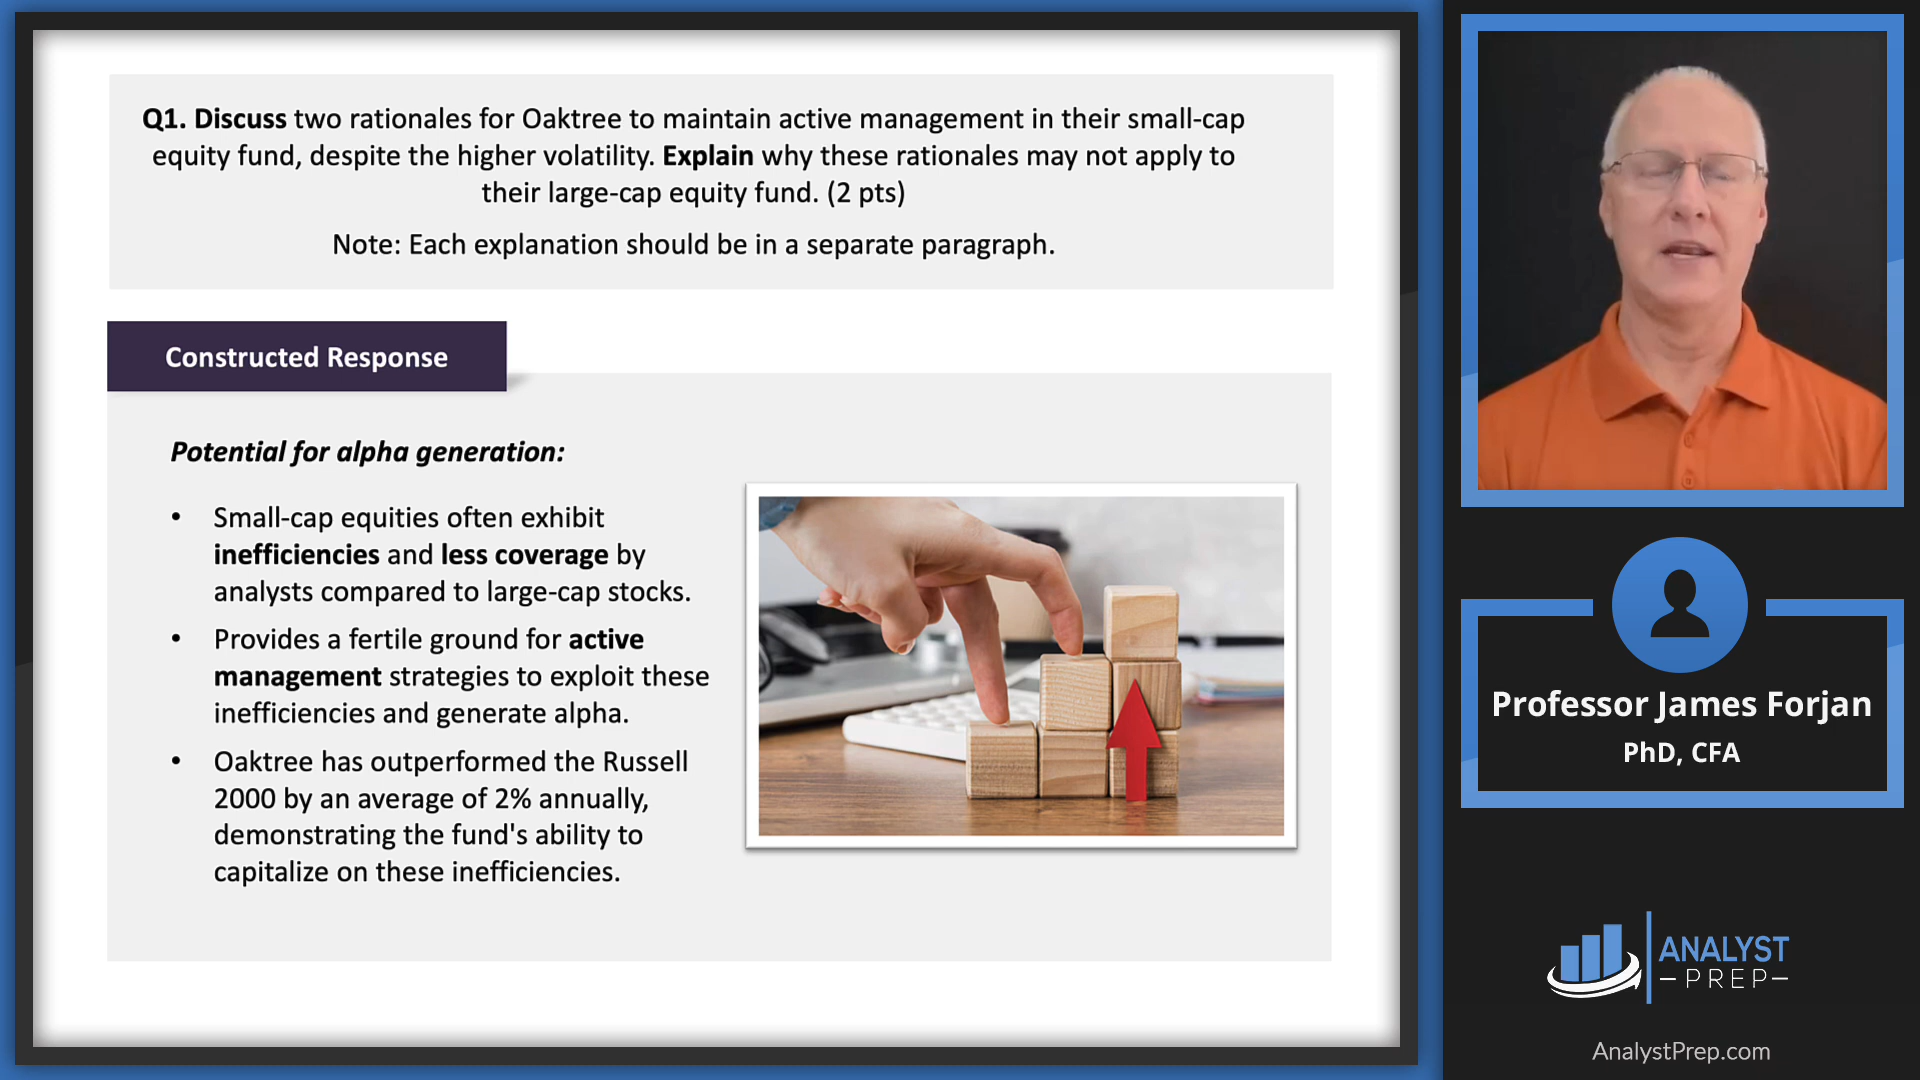 Q1. Discuss two rationales for Oaktree to maintain active management in their small-cap
equity fund, despite the higher volatility. Explain why these rationales may not apply to
their large-cap equity fund. (2 pts)
Note: Each explanation should be in a separate paragraph.
Constructed Response
Potential for alpha generation:
• Small-cap equities often exhibit
inefficiencies and less coverage by
analysts compared to large-cap stocks.
• Provides a fertile ground for active
management strategies to exploit these
inefficiencies and generate alpha.
• Oaktree has outperformed the Russell
2000 by an average of 2% annually,
demonstrating the fund's ability to
capitalize on these inefficiencies.
Professor James Forjan
PhD, CFA
ANALYST
PREP
AnalystPrep.com